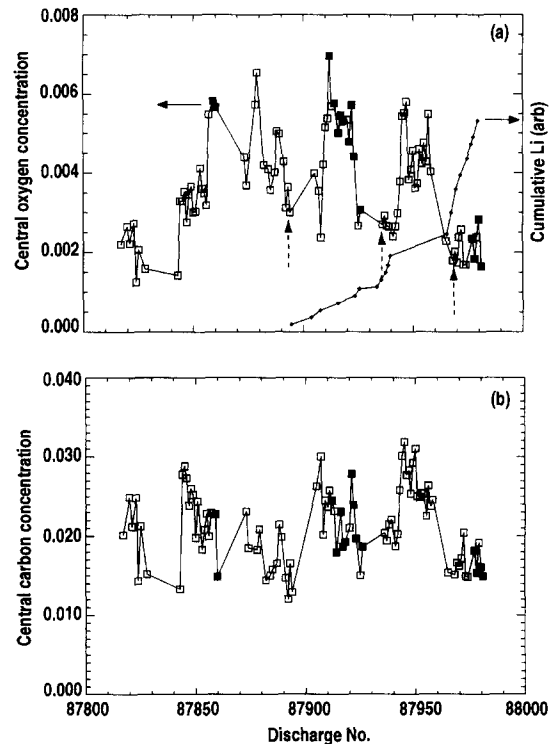 0.008
(a)
0.006
0.004
0.002
0.000
Central oxygen concentration
Cumulative Li (arb)
0.040
(b)
0.030
0.020
0.010
0.000
Central carbon concentration
87800 87850 87900 87950 88000
Discharge No.